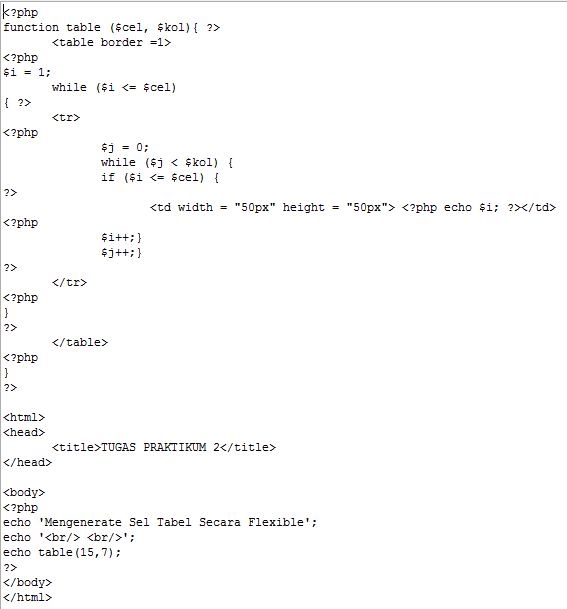 <?php
function table ($cel, $kol){ ?>
	<table border =1>
<?php
$i = 1;
	while ($i <= $cel)
{ ?>
	<tr>
<?php
		$j = 0;
		while ($j < $kol) {
		if ($i <= $cel) {
?>
			<td width = "50px" height = "50px"> <?php echo $i; ?></td>
<?php
		$i++;}
		$j++;}
?>
	</tr>
<?php
}
?>
	</table>
<?php
}
?>

<html>
<head>
	<title>TUGAS PRAKTIKUM 2</title>
</head>

<body>
<?php
echo 'Mengenerate Sel Tabel Secara Flexible';
echo '<br/> <br/>';
echo table(15,7);
?>
</body>
</html>